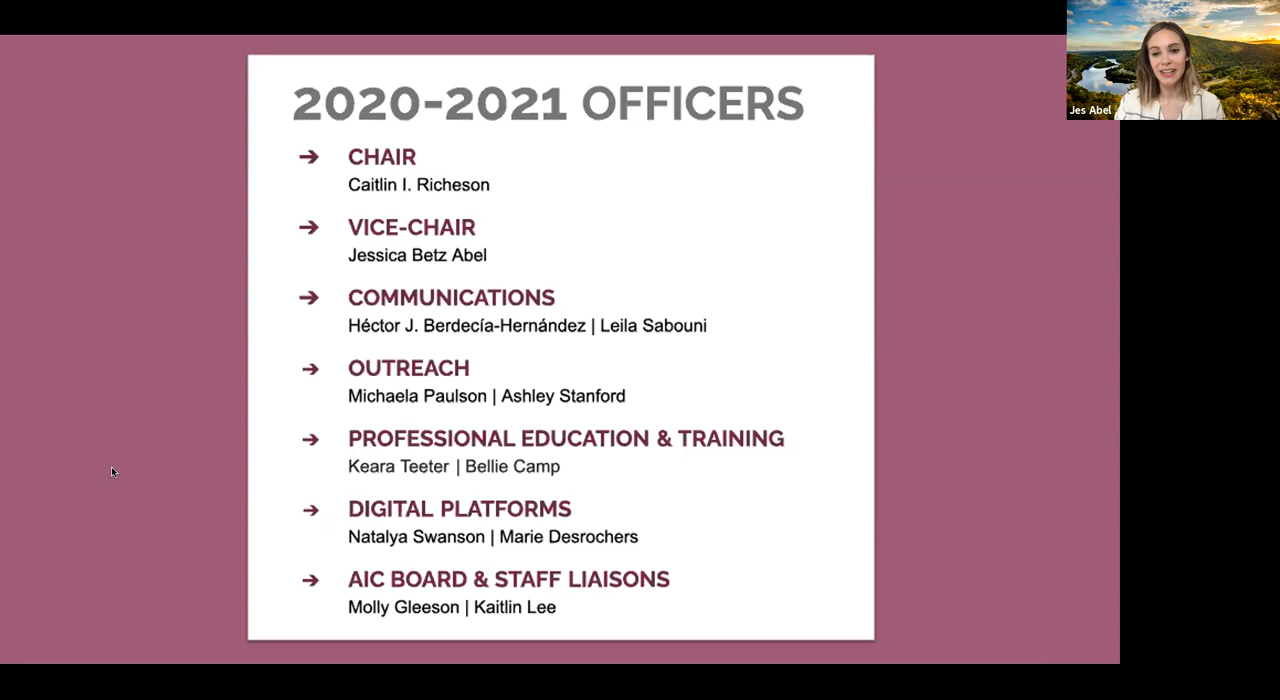 2020-2021 OFFICERS
➔ CHAIR
Caitlin I. Richeson
➔ VICE-CHAIR
Jessica Betz Abel
➔ COMMUNICATIONS
Héctor J. Berdecía-Hernández | Leila Sabouni
➔ OUTREACH
Michaela Paulson | Ashley Stanford
➔ PROFESSIONAL EDUCATION & TRAINING
Keara Teeter | Bellie Camp
➔ DIGITAL PLATFORMS
Natalya Swanson | Marie Desrochers
➔ AIC BOARD & STAFF LIAISONS
Molly Gleeson | Kaitlin Lee
Jes Abel